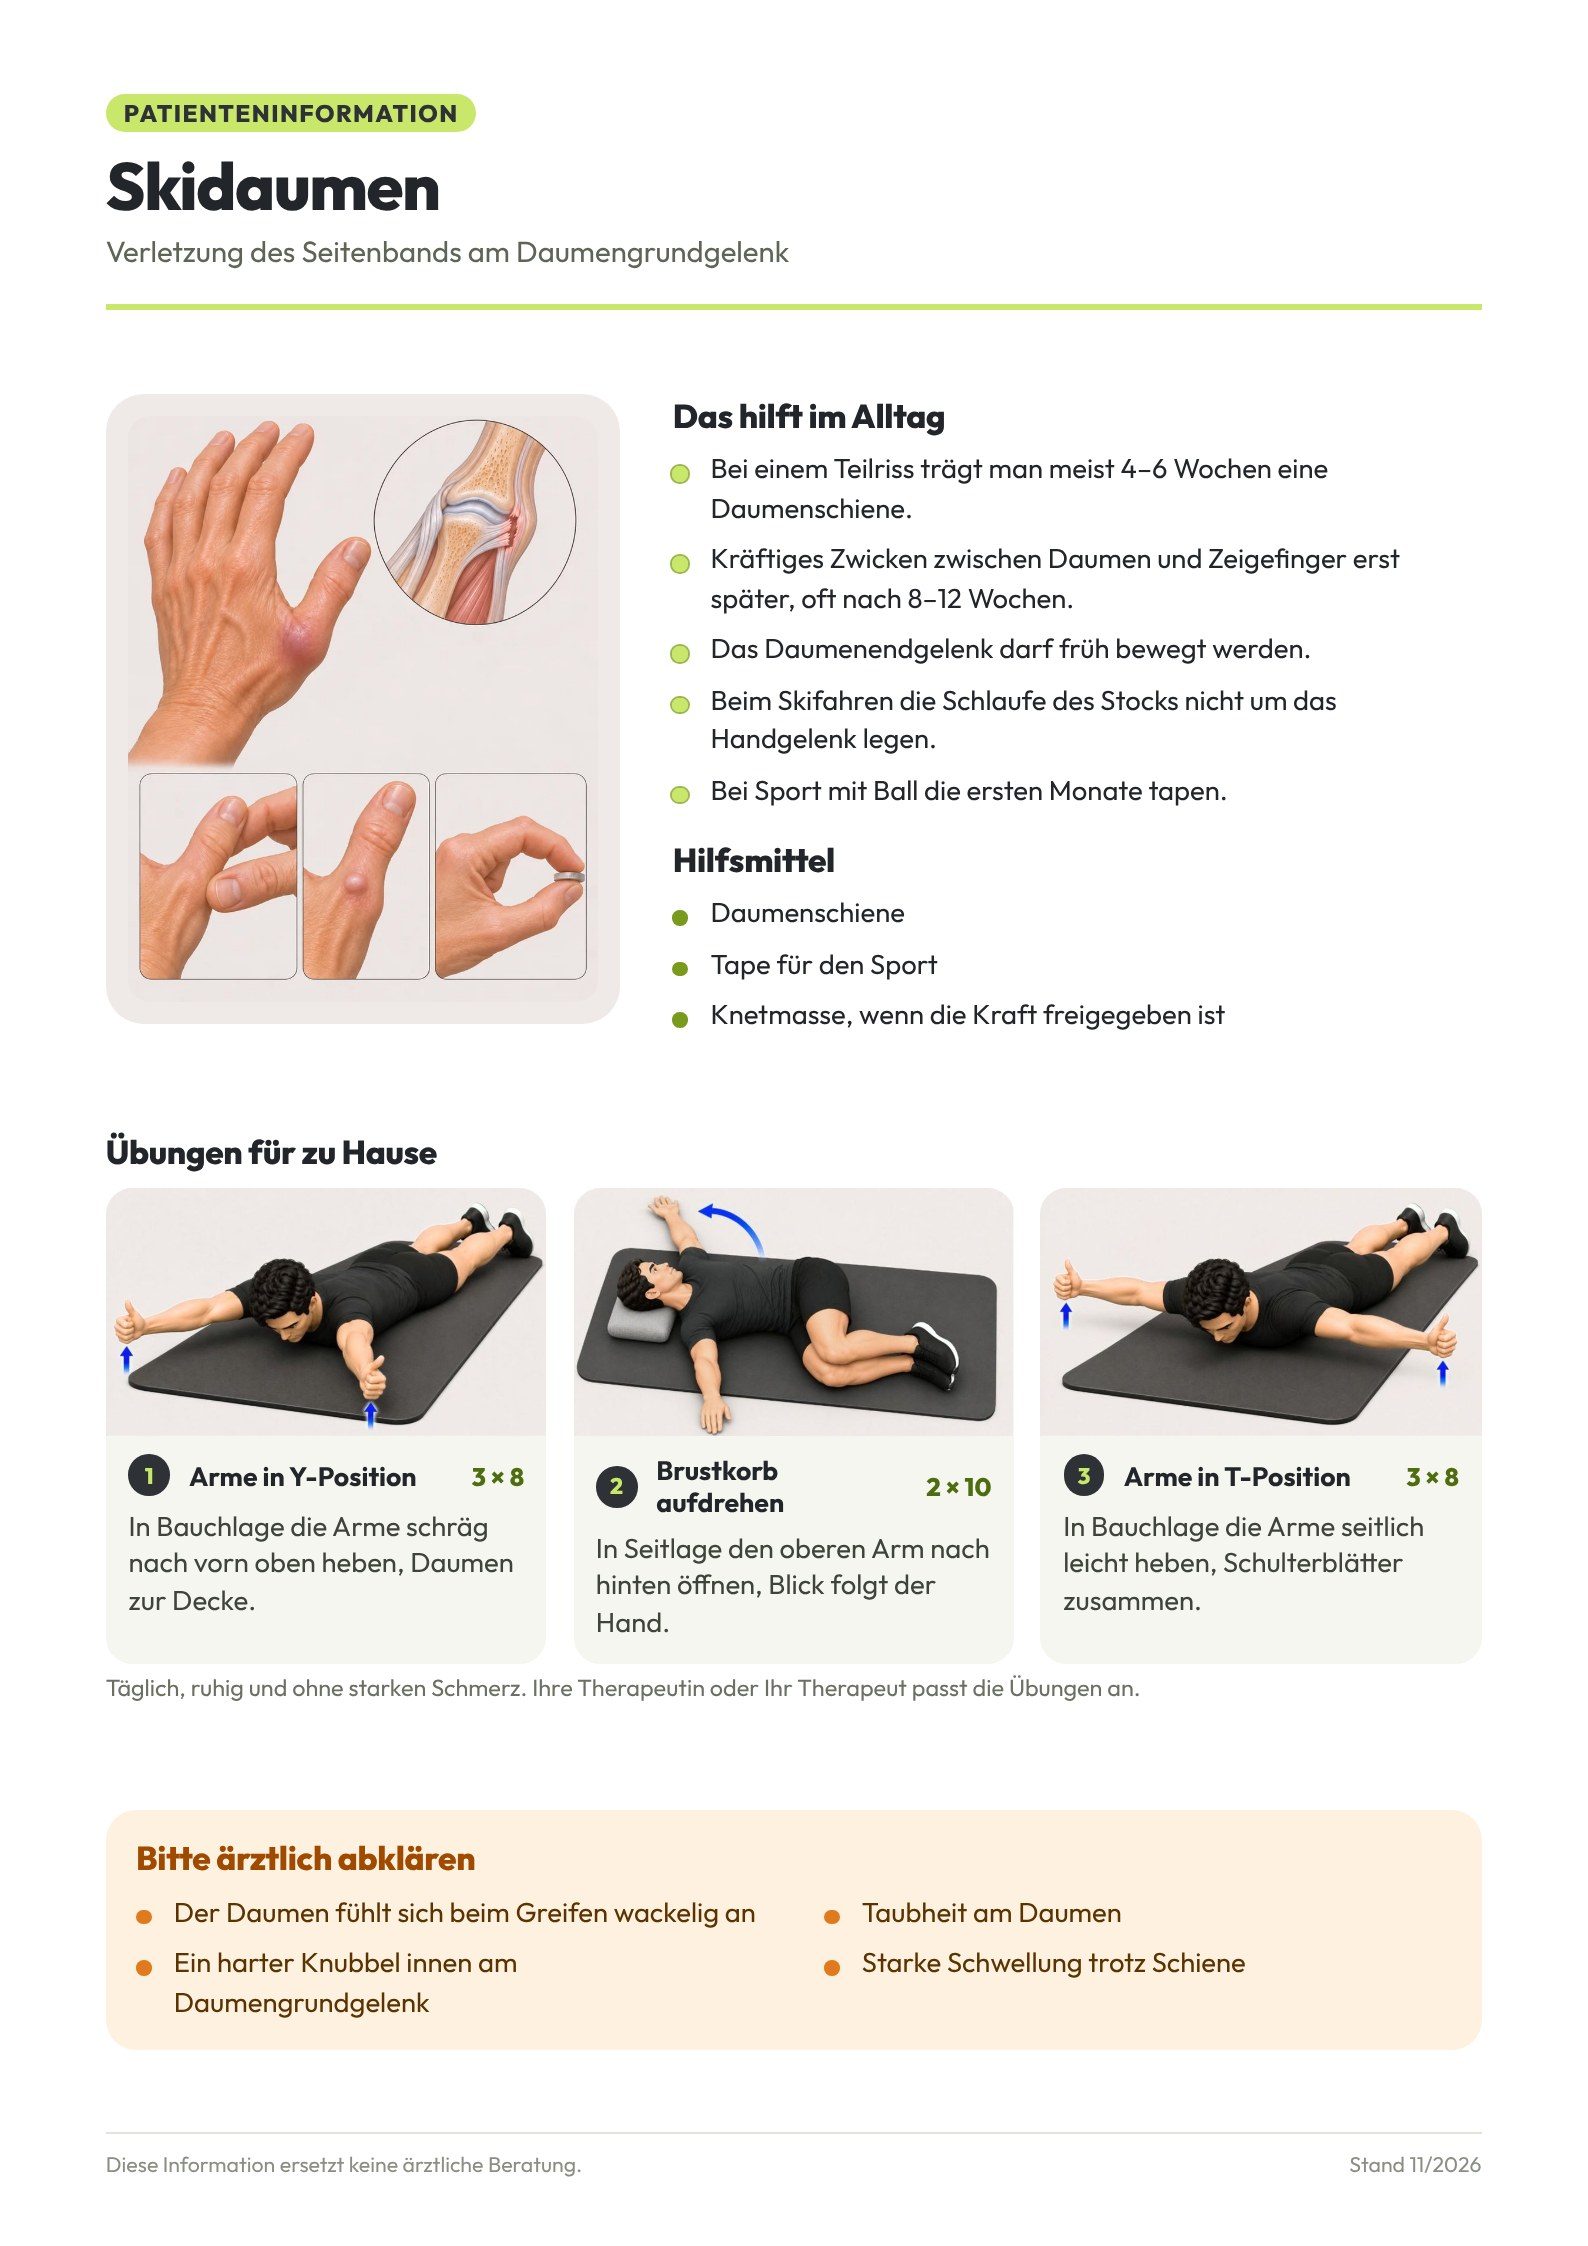 PATIENTENINFORMATION
Skidaumen
Verletzung des Seitenbands am Daumengrundgelenk
Das hilft im Alltag
Bei einem Teilriss trägt man meist 4–6 Wochen eine
Daumenschiene.
Kräftiges Zwicken zwischen Daumen und Zeigefinger erst
später, oft nach 8–12 Wochen.
Das Daumenendgelenk darf früh bewegt werden.
Beim Skifahren die Schlaufe des Stocks nicht um das
Handgelenk legen.
Bei Sport mit Ball die ersten Monate tapen.
Hilfsmittel
Daumenschiene
Tape für den Sport
Knetmasse, wenn die Kraft freigegeben ist
Übungen für zu Hause
1 Arme in Y-Position 3 × 8
In Bauchlage die Arme schräg
nach vorn oben heben, Daumen
zur Decke.
2 Brustkorb
aufdrehen 2 × 10
In Seitlage den oberen Arm nach
hinten öffnen, Blick folgt der
Hand.
3 Arme in T-Position 3 × 8
In Bauchlage die Arme seitlich
leicht heben, Schulterblätter
zusammen.
Täglich, ruhig und ohne starken Schmerz. Ihre Therapeutin oder Ihr Therapeut passt die Übungen an.
Bitte ärztlich abklären
Der Daumen fühlt sich beim Greifen wackelig an
Ein harter Knubbel innen am
Daumengrundgelenk
Taubheit am Daumen
Starke Schwellung trotz Schiene
Diese Information ersetzt keine ärztliche Beratung.
Stand 11/2026